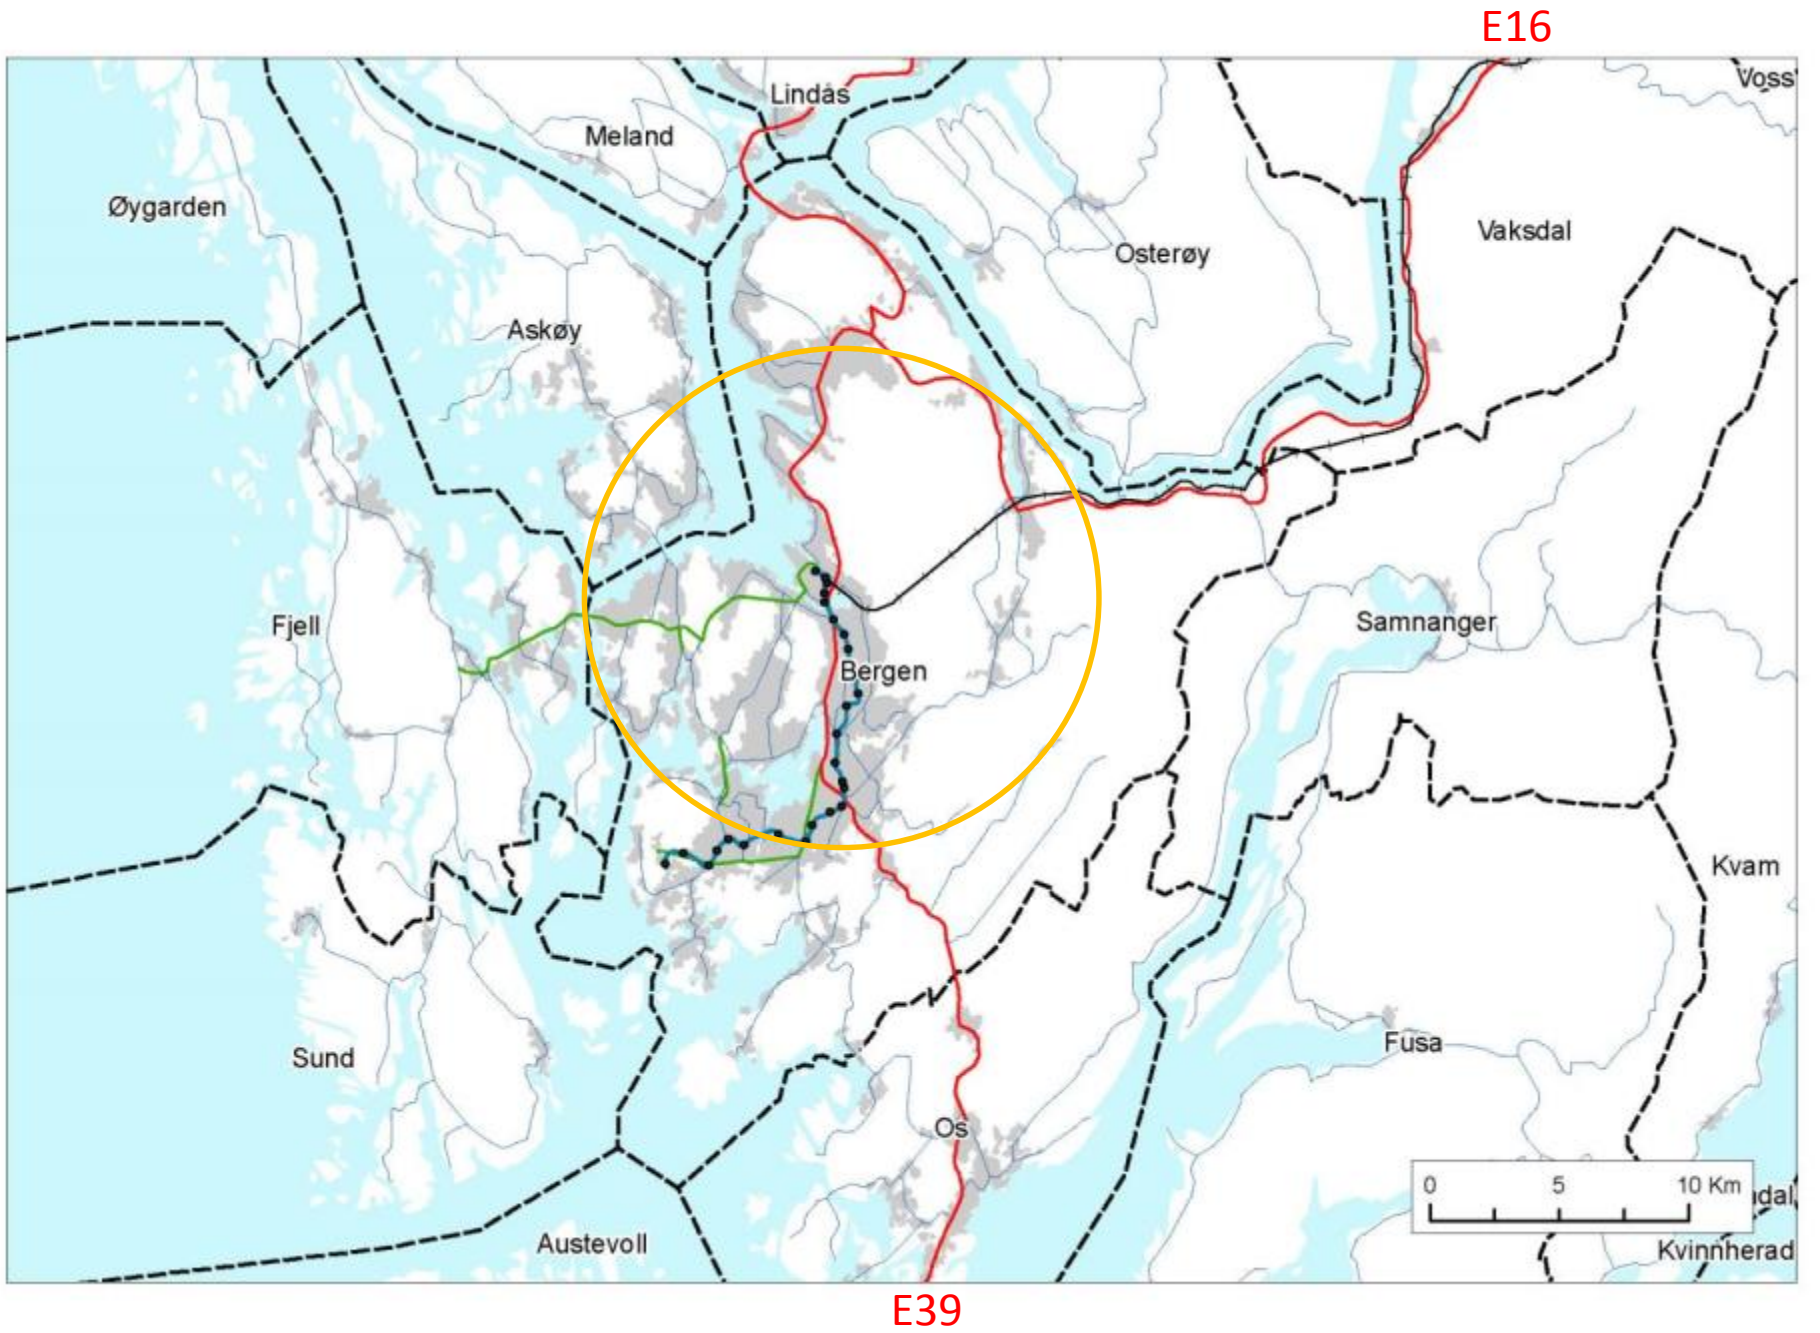 E16
Voss
Lindås
Meland
Øygarden
Vaksdal
Osterøy
Askøy
Samnanger
Fjell
Bergen
Kvam
Fusa
Sund
Os
0 5 10 Km
dal
Austevoll
Kvinnherad
E39